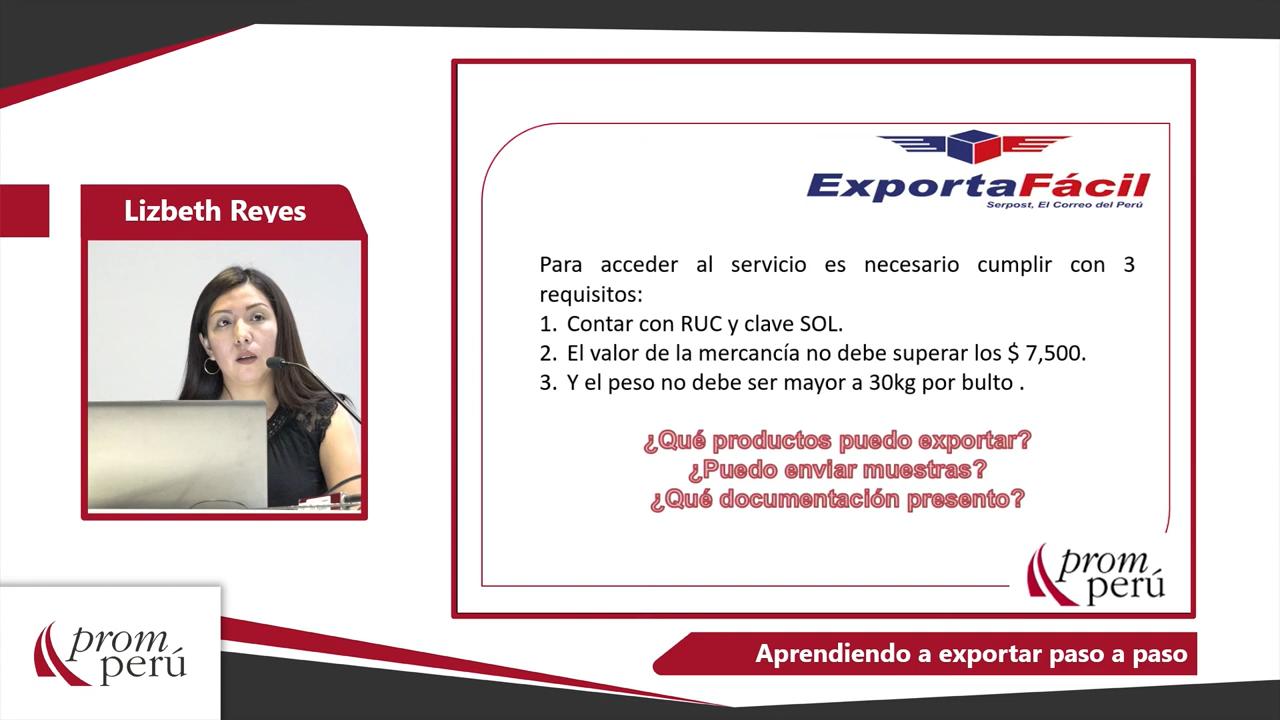 Lizbeth Reyes
ExportaFácil
Serpost, El Correo del Perú
Para acceder al servicio es necesario cumplir con 3
requisitos:
1. Contar con RUC y clave SOL.
2. El valor de la mercancía no debe superar los $ 7,500.
3. Y el peso no debe ser mayor a 30kg por bulto .
¿Qué productos puedo exportar?
¿Puedo enviar muestras?
¿Qué documentación presento?
prom
perú
prom
perú
Aprendiendo a exportar paso a paso